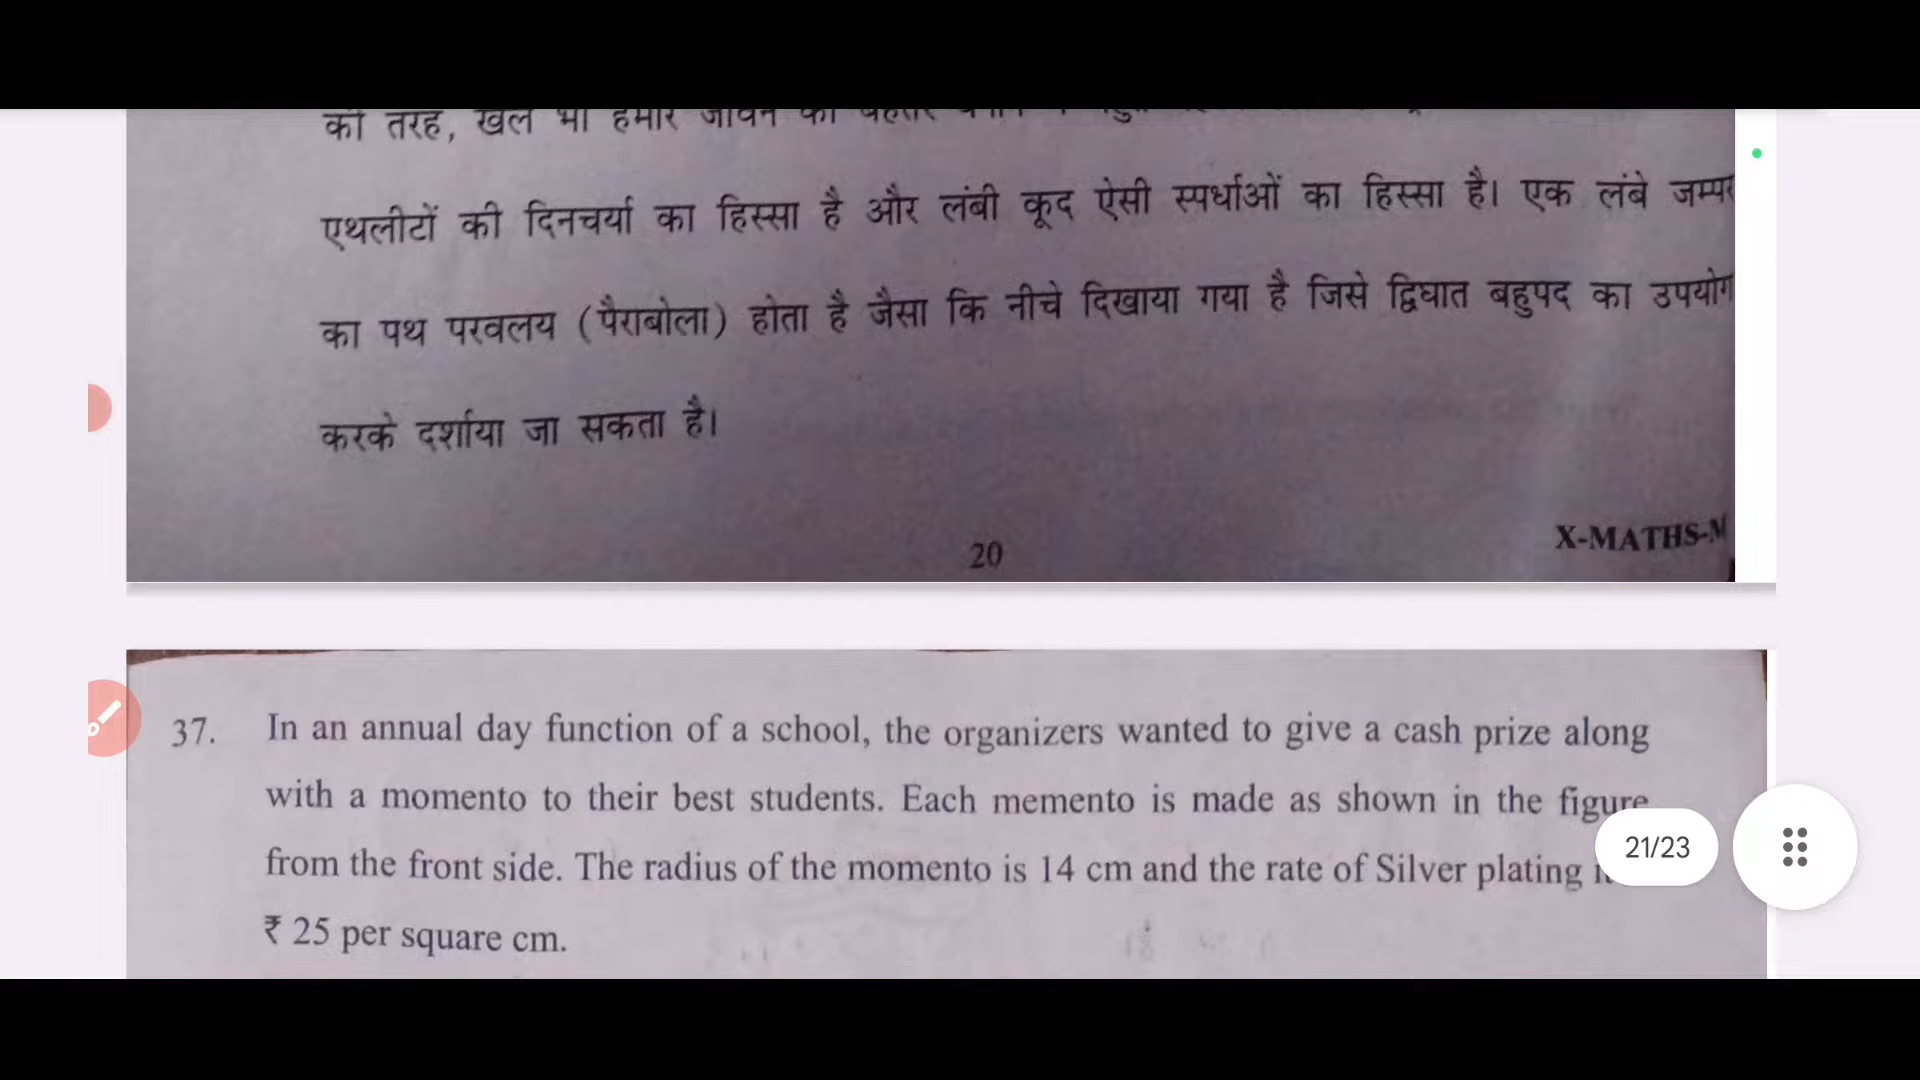 एथलीटों की दिनचर्या का हिस्सा है और लंबी कूद ऐसी स्पर्धाओं का हिस्सा है। एक लंबे जम्पर
का पथ परवलय (पैराबोला) होता है जैसा कि नीचे दिखाया गया है जिसे द्विघात बहुपद का उपयोग
करके दर्शाया जा सकता है।
20
X-MATHS-M
37. In an annual day function of a school, the organizers wanted to give a cash prize along
with a momento to their best students. Each memento is made as shown in the figure
from the front side. The radius of the momento is 14 cm and the rate of Silver plating
21/23
₹ 25 per square cm.